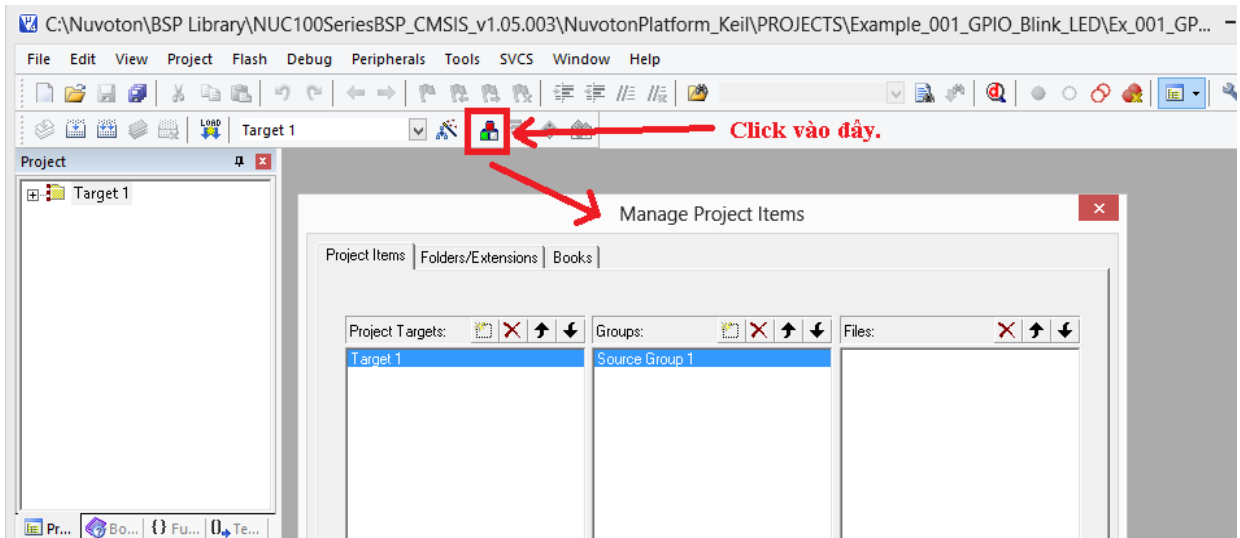 C:\Nuvoton\BSP Library\NUC100SeriesBSP_CMSIS_v1.05.003\NuvotonPlatform_Keil\PROJECTS\Example_001_GPIO_Blink_LED\Ex_001_GP...
File Edit View Project Flash Debug Peripherals Tools SVCS Window Help
LOAD Target 1 Click vào đây.
Project
Target 1
Manage Project Items
Project Items Folders/Extensions Books
Project Targets: Groups: Files:
Target 1 Source Group 1
Pr... Bo... {} Fu... 0 Te...